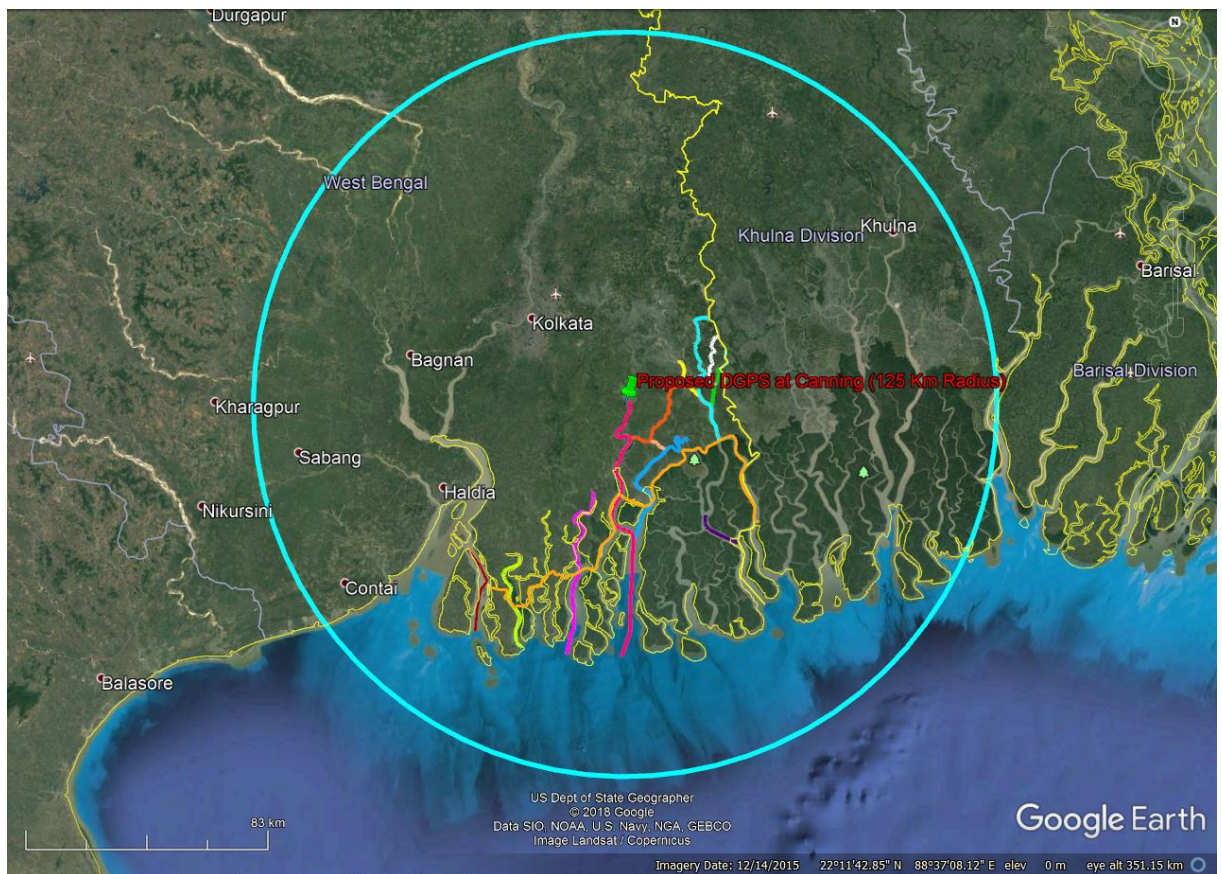 Durgapur
N
West Bengal
Khulna Division
Khulna
Barisal
Kolkata
Bagnan
Barisal Division
Proposed DGPS at Canning (125 Km Radius)
Kharagpur
Sabang
Haldia
Nikursini
Contai
Balasore
US Dept of State Geographer
© 2018 Google
Data SIO, NOAA, U.S. Navy, NGA, GEBCO
Image Landsat / Copernicus
83 km
Google Earth
Imagery Date: 12/14/2015 22°11'42.85" N 88°37'08.12" E elev 0 m eye alt 351.15 km